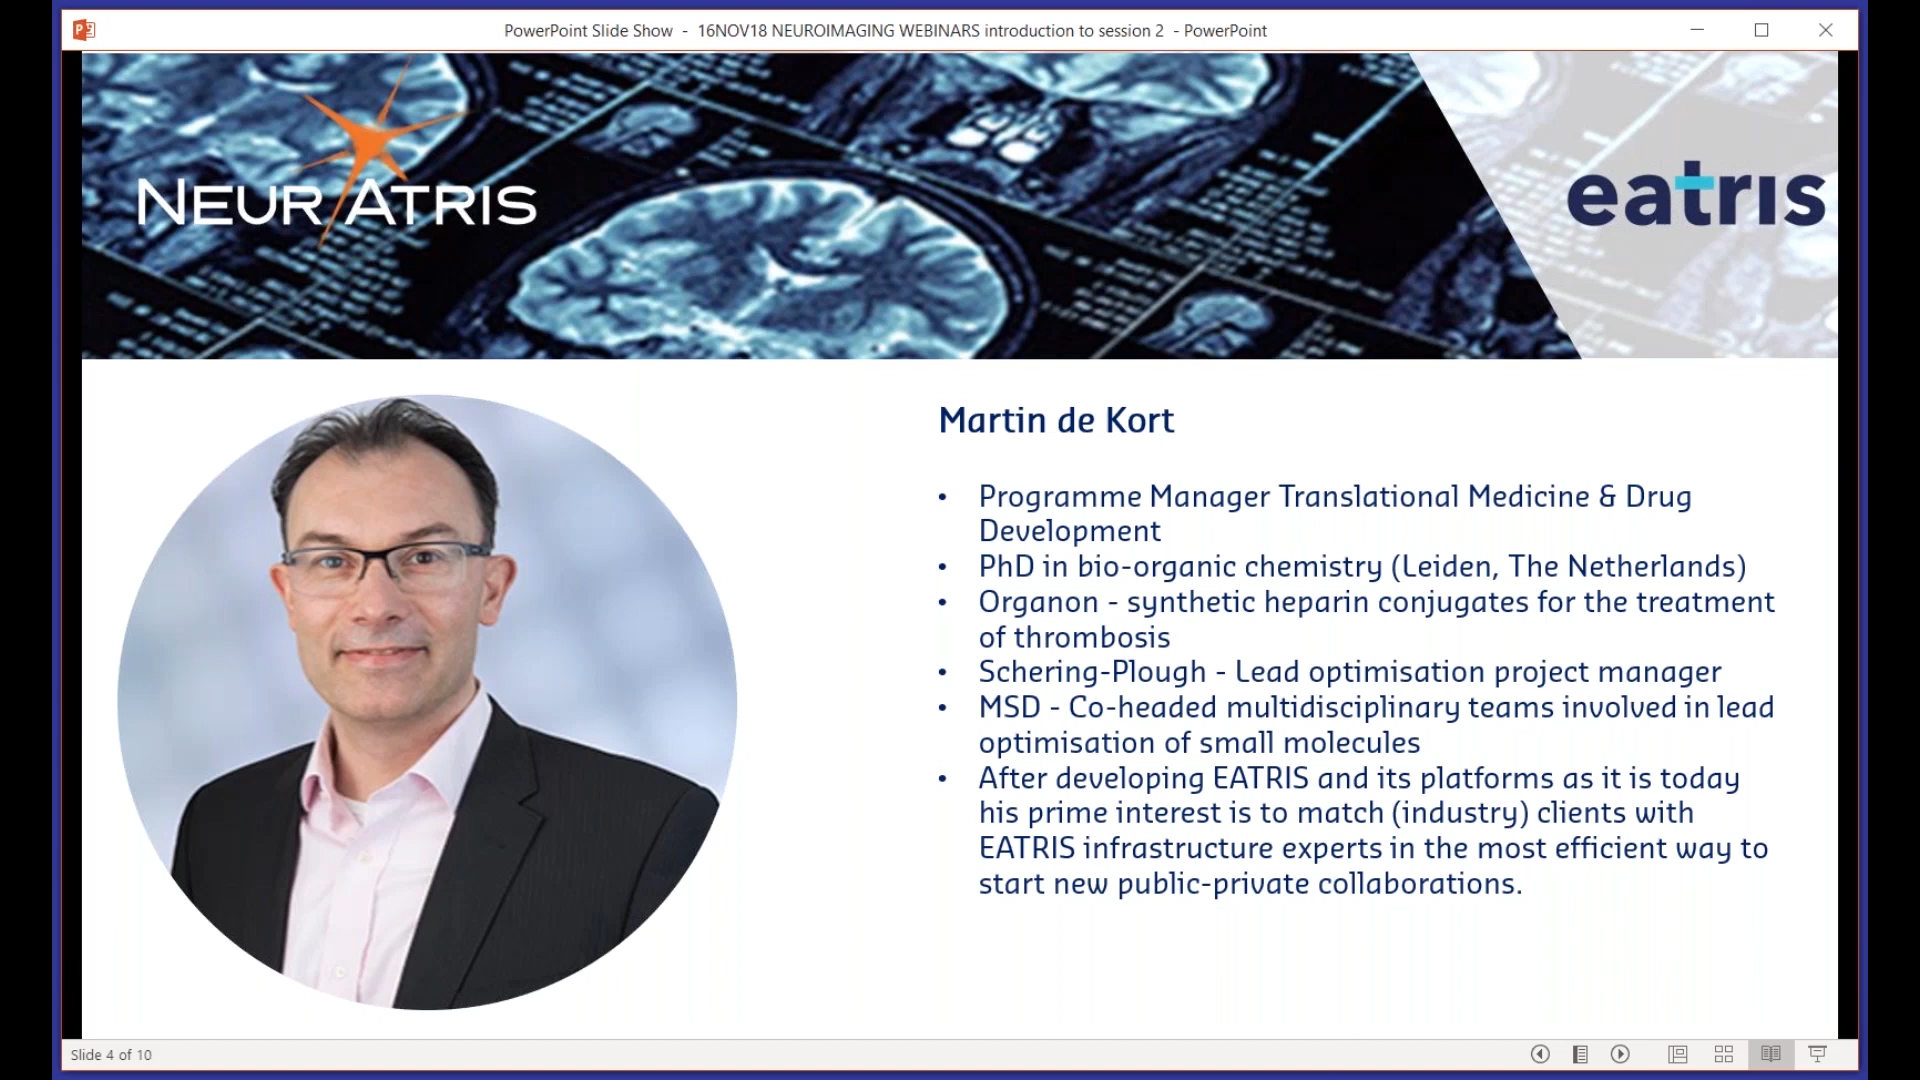 PowerPoint Slide Show - 16NOV18 NEUROIMAGING WEBINARS introduction to session 2 - PowerPoint
NEURATRIS
eatris
Martin de Kort
• Programme Manager Translational Medicine & Drug
Development
• PhD in bio-organic chemistry (Leiden, The Netherlands)
• Organon - synthetic heparin conjugates for the treatment
of thrombosis
• Schering-Plough - Lead optimisation project manager
• MSD - Co-headed multidisciplinary teams involved in lead
optimisation of small molecules
• After developing EATRIS and its platforms as it is today
his prime interest is to match (industry) clients with
EATRIS infrastructure experts in the most efficient way to
start new public-private collaborations.
Slide 4 of 10